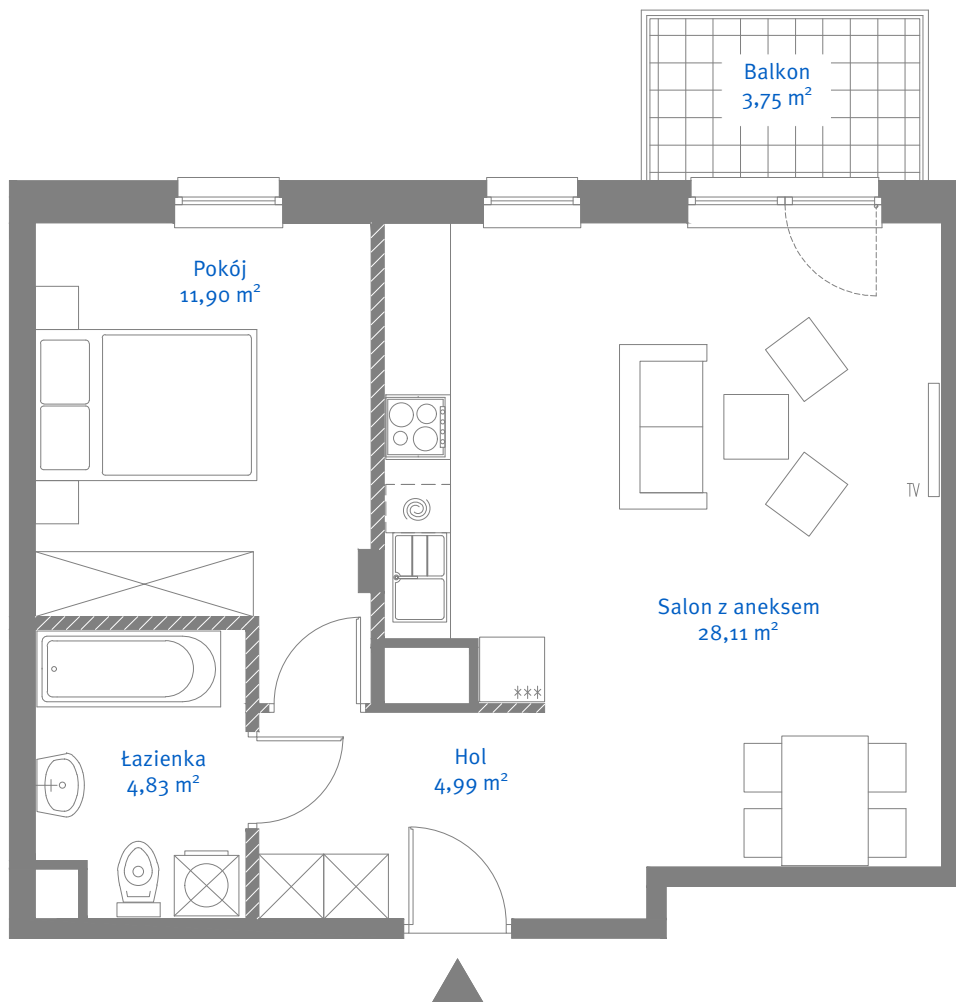 Balkon
3,75 m²
Pokój
11,90 m²
TV
Salon z aneksem
28,11 m²
Łazienka
4,83 m²
Hol
4,99 m²